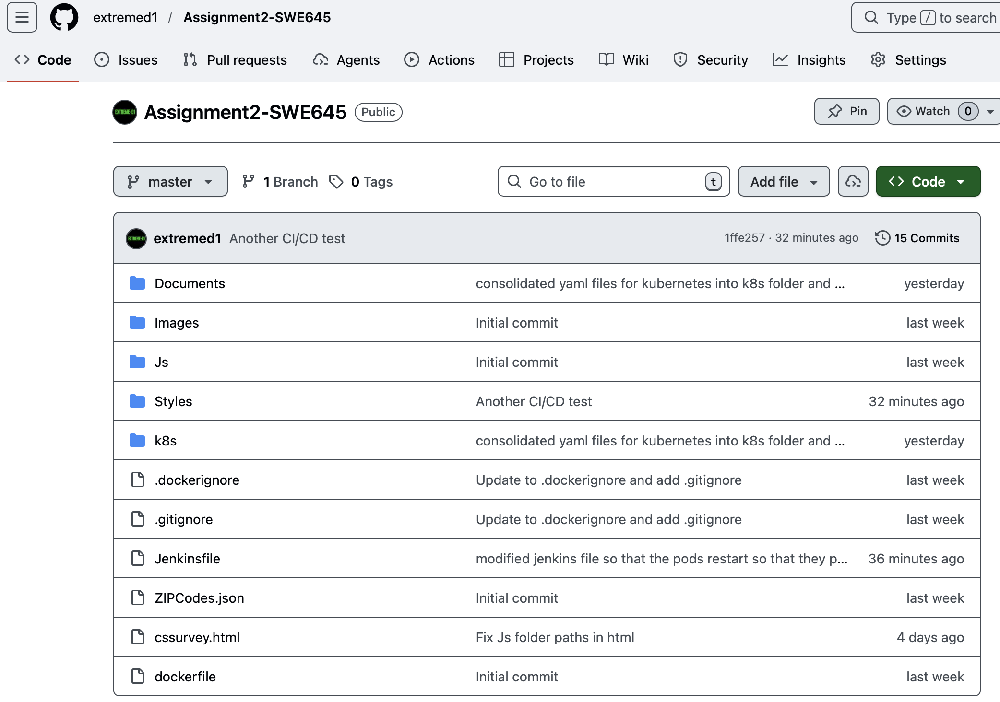 extremed1 / Assignment2-SWE645 Type / to search
Code Issues Pull requests Agents Actions Projects Wiki Security Insights Settings
EXTREME-01 Assignment2-SWE645 Public Pin Watch 0
master 1 Branch 0 Tags Go to file t Add file Code
EXTREME-01 extremed1 Another CI/CD test 1ffe257 · 32 minutes ago 15 Commits
Documents consolidated yaml files for kubernetes into k8s folder and ... yesterday
Images Initial commit last week
Js Initial commit last week
Styles Another CI/CD test 32 minutes ago
k8s consolidated yaml files for kubernetes into k8s folder and ... yesterday
.dockerignore Update to .dockerignore and add .gitignore last week
.gitignore Update to .dockerignore and add .gitignore last week
Jenkinsfile modified jenkins file so that the pods restart so that they p... 36 minutes ago
ZIPCodes.json Initial commit last week
cssurvey.html Fix Js folder paths in html 4 days ago
dockerfile Initial commit last week